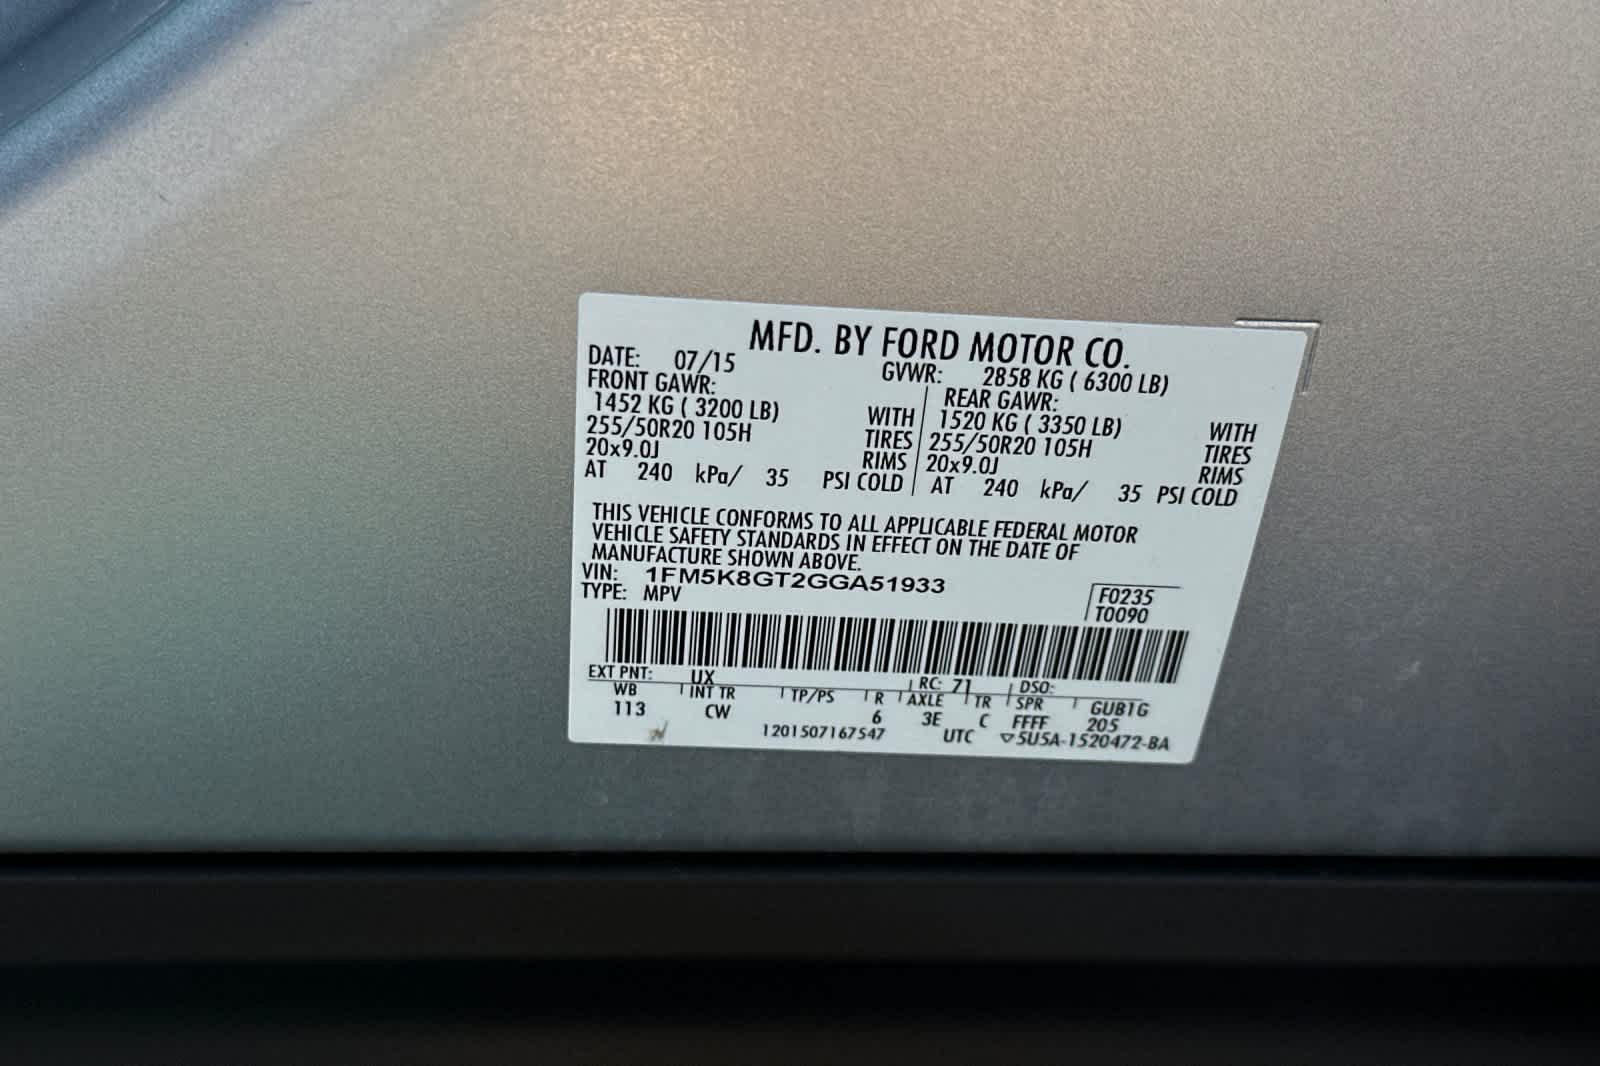 MFD. BY FORD MOTOR CO.
DATE: 07/15 GVWR: 2858 KG ( 6300 LB)
FRONT GAWR: REAR GAWR:
1452 KG ( 3200 LB) WITH 1520 KG ( 3350 LB) WITH
255/50R20 105H TIRES 255/50R20 105H TIRES
20x9.0J RIMS 20x9.0J RIMS
AT 240 kPa/ 35 PSI COLD AT 240 kPa/ 35 PSI COLD
THIS VEHICLE CONFORMS TO ALL APPLICABLE FEDERAL MOTOR
VEHICLE SAFETY STANDARDS IN EFFECT ON THE DATE OF
MANUFACTURE SHOWN ABOVE.
VIN: 1FM5K8GT2GGA51933 F0235
TYPE: MPV T0090
EXT PNT: UX RC: 71 DSO:
WB INT TR TP/PS R AXLE TR SPR GUB1G
113 CW 6 3E C FFFF 205
1201507167547 UTC ▽5U5A-1520472-BA